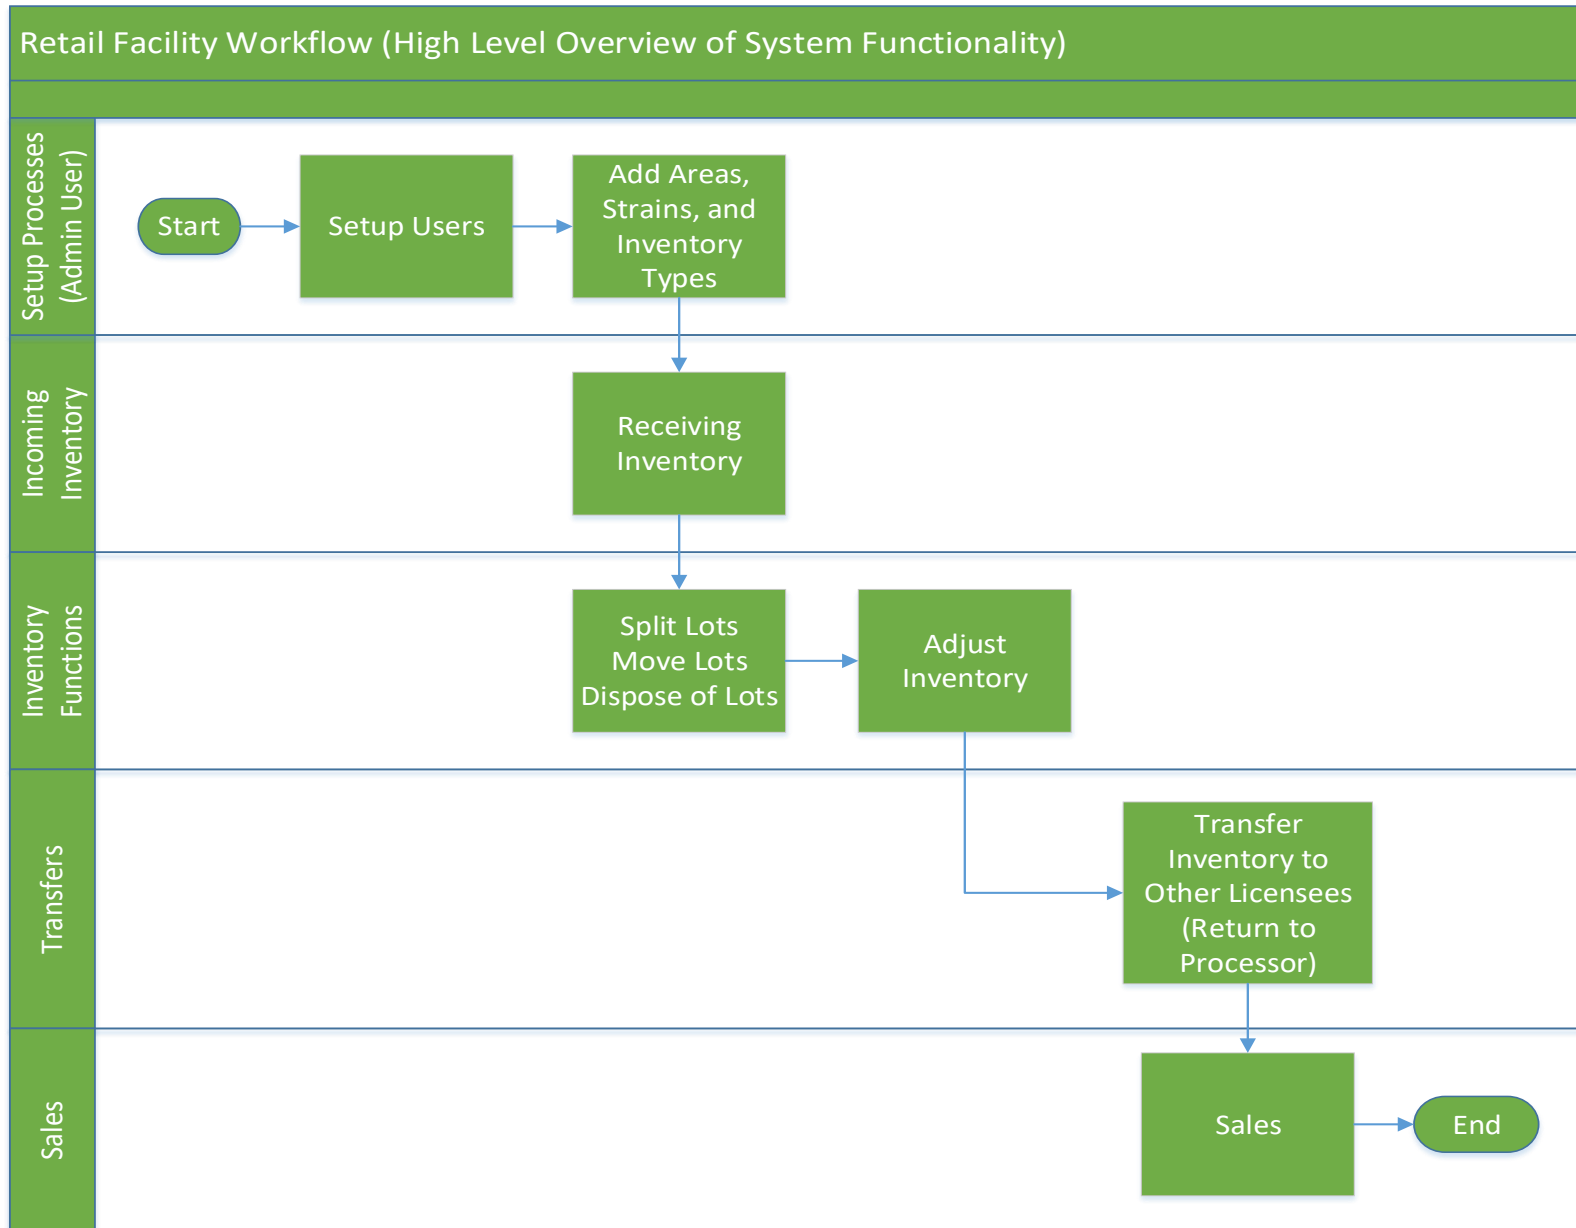 Retail Facility Workflow (High Level Overview of System Functionality)
Setup Processes
(Admin User)
Start
Setup Users
Add Areas,
Strains, and
Inventory
Types
Incoming
Inventory
Receiving
Inventory
Inventory
Functions
Split Lots
Move Lots
Dispose of Lots
Adjust
Inventory
Transfers
Transfer
Inventory to
Other Licensees
(Return to
Processor)
Sales
Sales
End